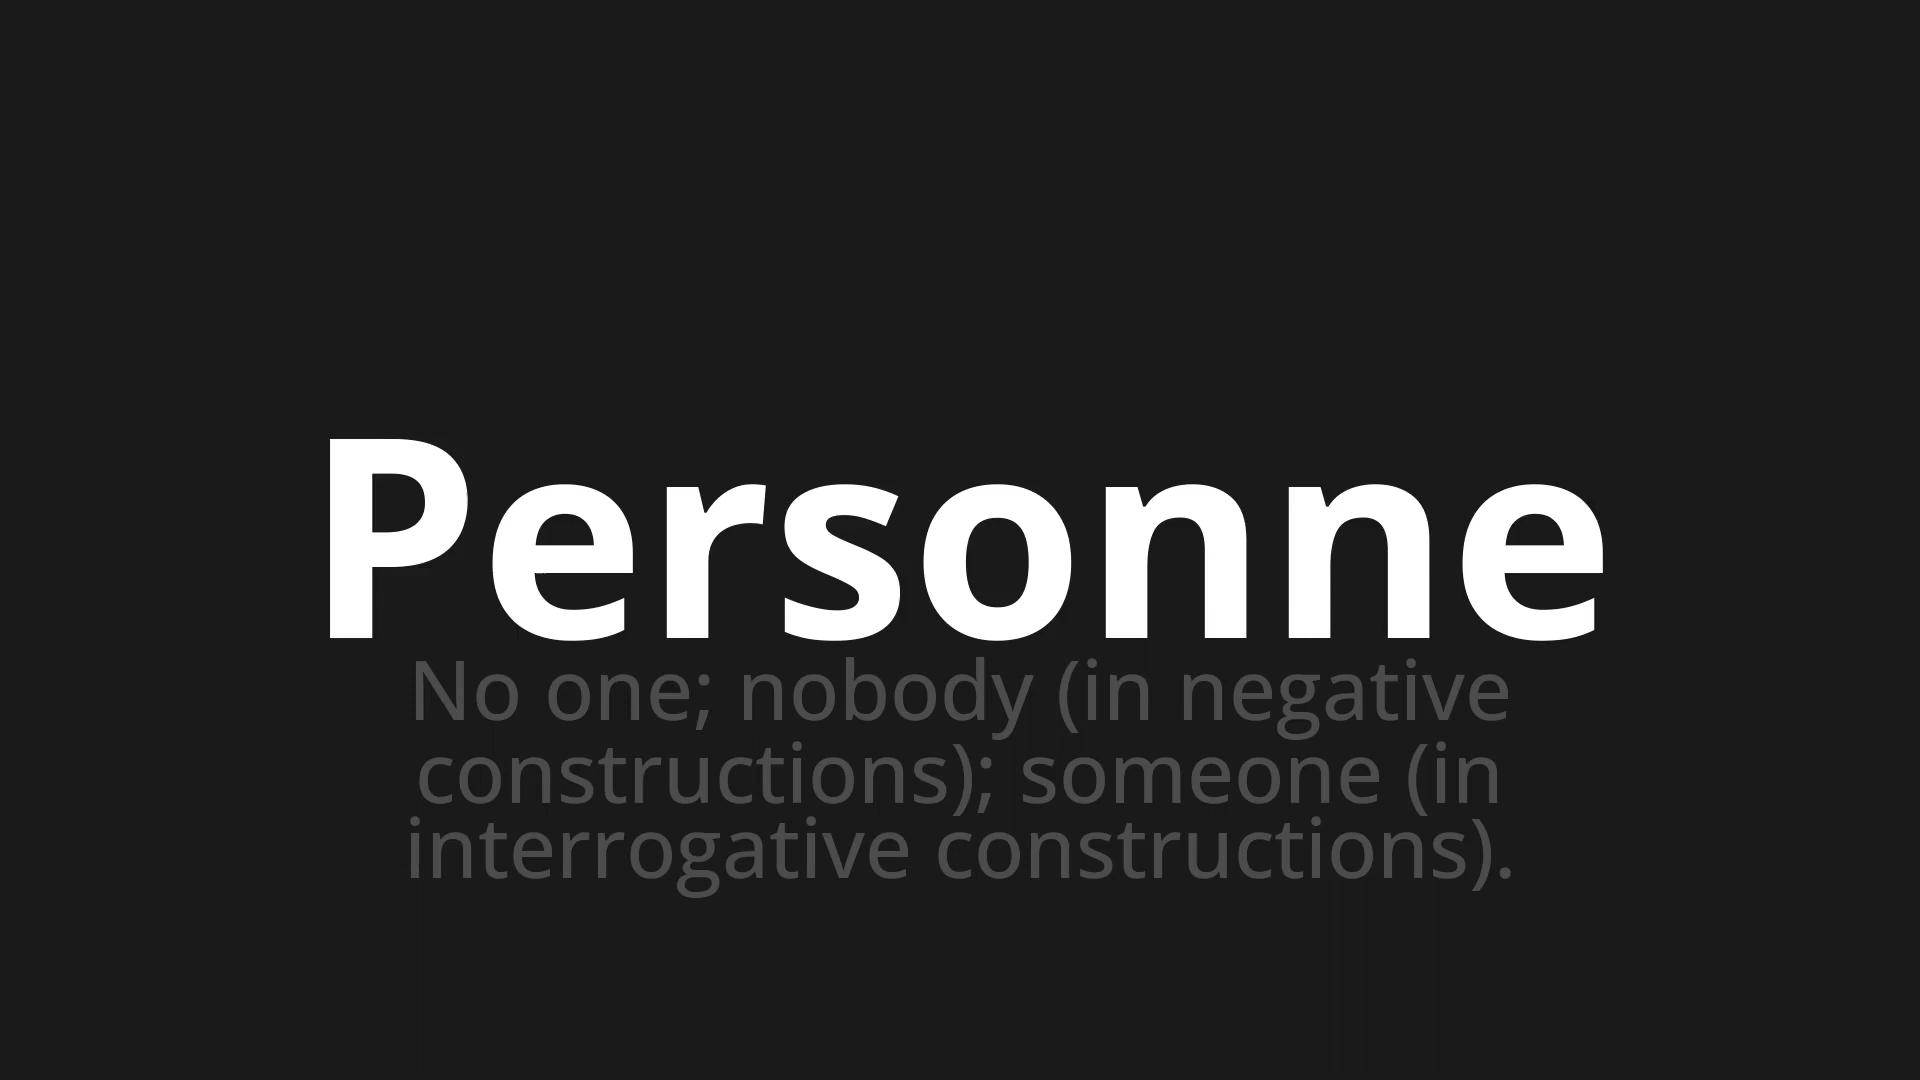 Personne
No one; nobody (in negative
constructions); someone (in
interrogative constructions).